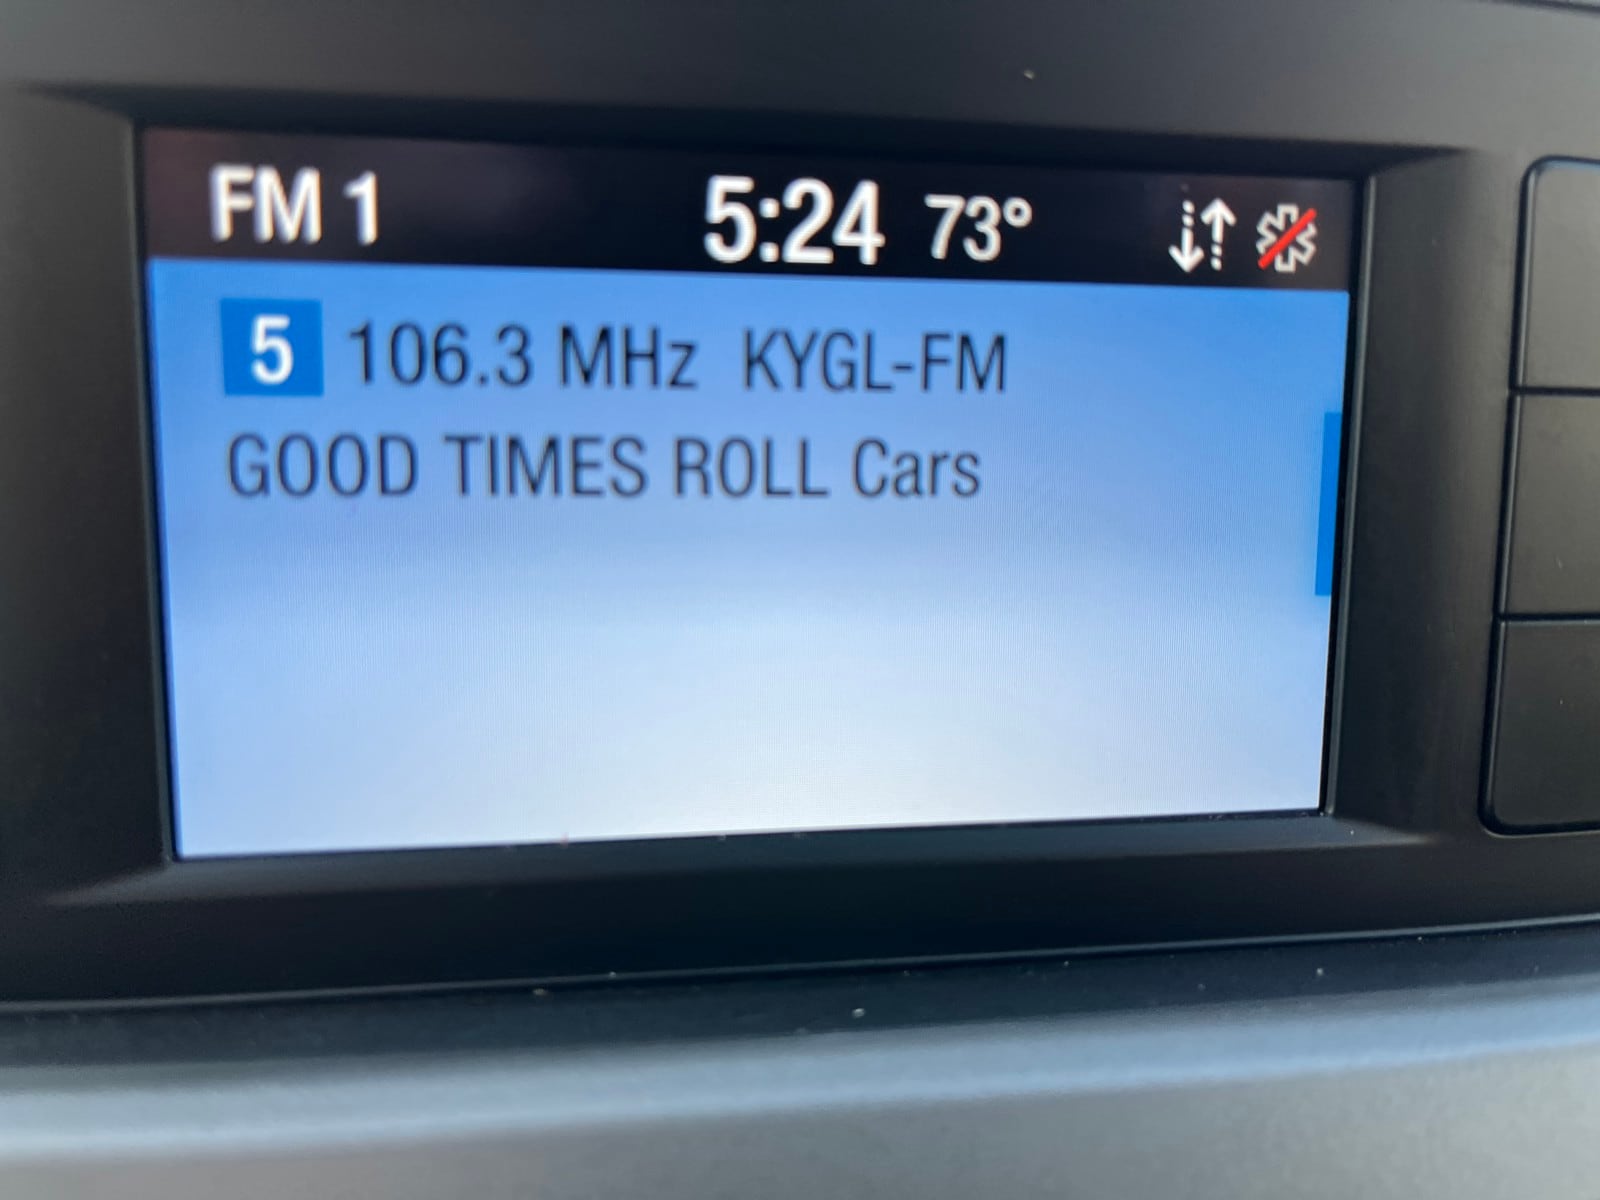 FM 1 5:24 73°
5 106.3 MHz KYGL-FM
GOOD TIMES ROLL Cars